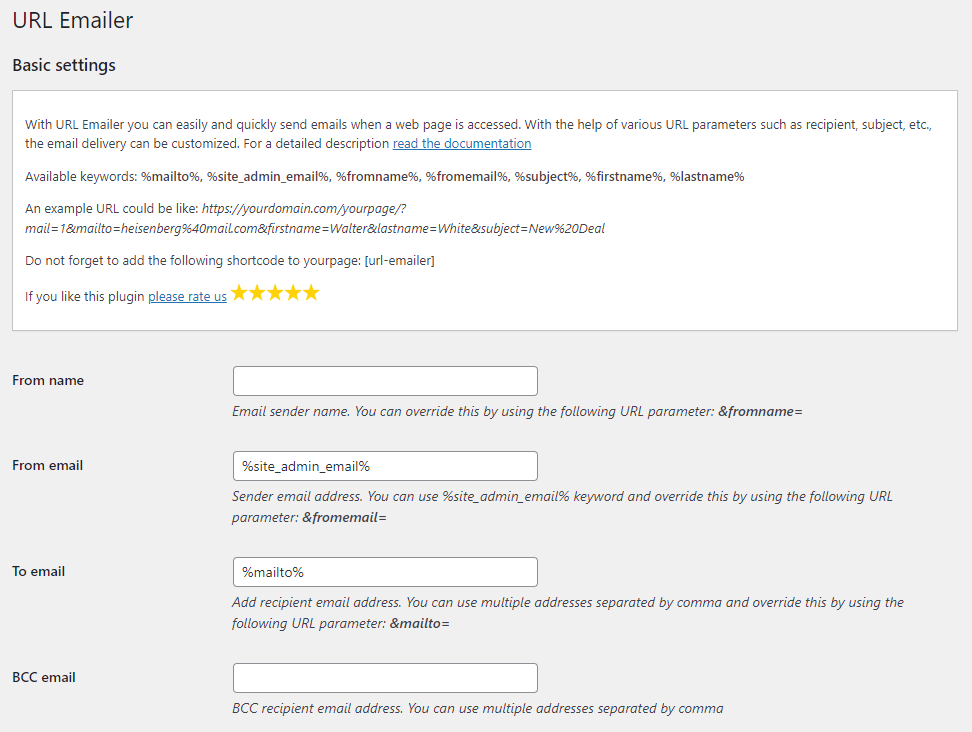 URL Emailer
Basic settings
With URL Emailer you can easily and quickly send emails when a web page is accessed. With the help of various URL parameters such as recipient, subject, etc.,
the email delivery can be customized. For a detailed description read the documentation
Available keywords: %mailto%, %site_admin_email%, %fromname%, %fromemail%, %subject%, %firstname%, %lastname%
An example URL could be like: https://yourdomain.com/yourpage/?
mail=1&mailto=heisenberg%40mail.com&firstname=Walter&lastname=White&subject=New%20Deal
Do not forget to add the following shortcode to yourpage: [url-emailer]
If you like this plugin please rate us
From name
Email sender name. You can override this by using the following URL parameter: &fromname=
From email
%site_admin_email%
Sender email address. You can use %site_admin_email% keyword and override this by using the following URL
parameter: &fromemail=
To email
%mailto%
Add recipient email address. You can use multiple addresses separated by comma and override this by using the
following URL parameter: &mailto=
BCC email
BCC recipient email address. You can use multiple addresses separated by comma